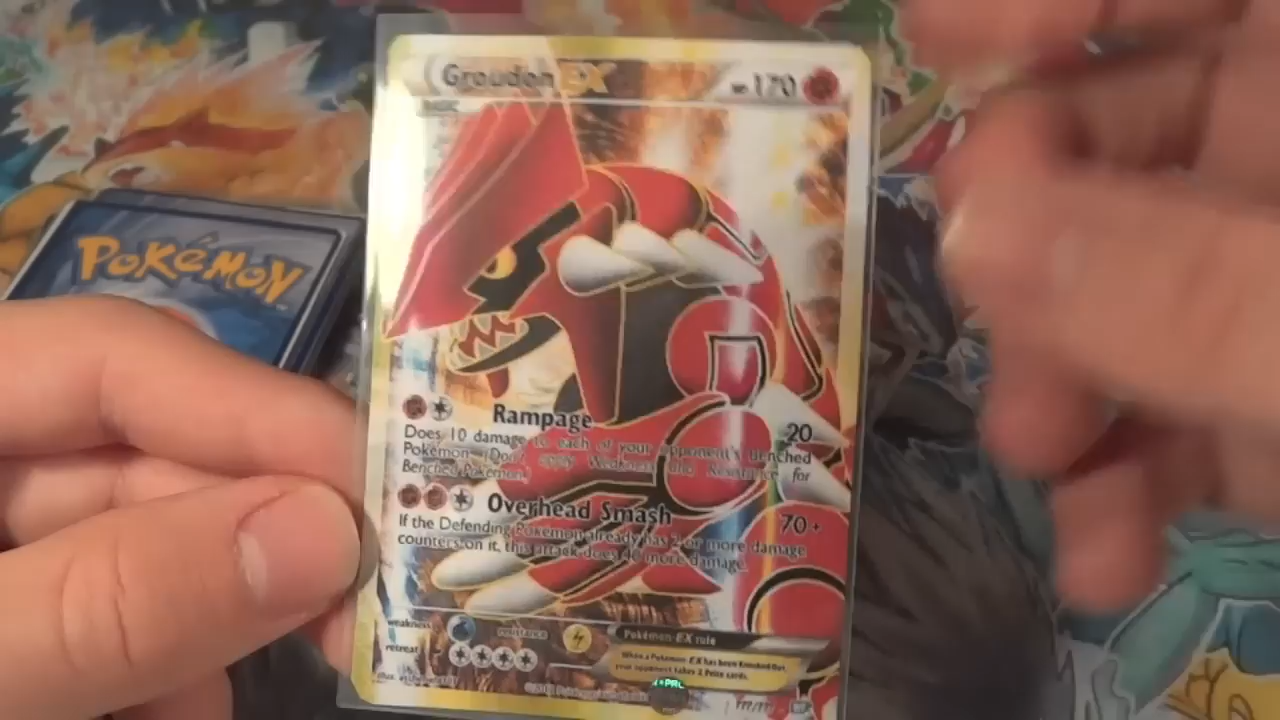 Groudon EX
HP170
BASIC
POKéMON
Rampage
20
Does 10 damage to each of your opponent's Benched
Pokémon. (Don't apply Weakness and Resistance for
Benched Pokémon.)
Overhead Smash
70+
If the Defending Pokémon already has 2 or more damage
counters on it, this attack does 40 more damage.
weakness
resistance
retreat
Pokémon EX rule
When a Pokémon-EX has been Knocked Out,
your opponent takes 2 Prize cards.